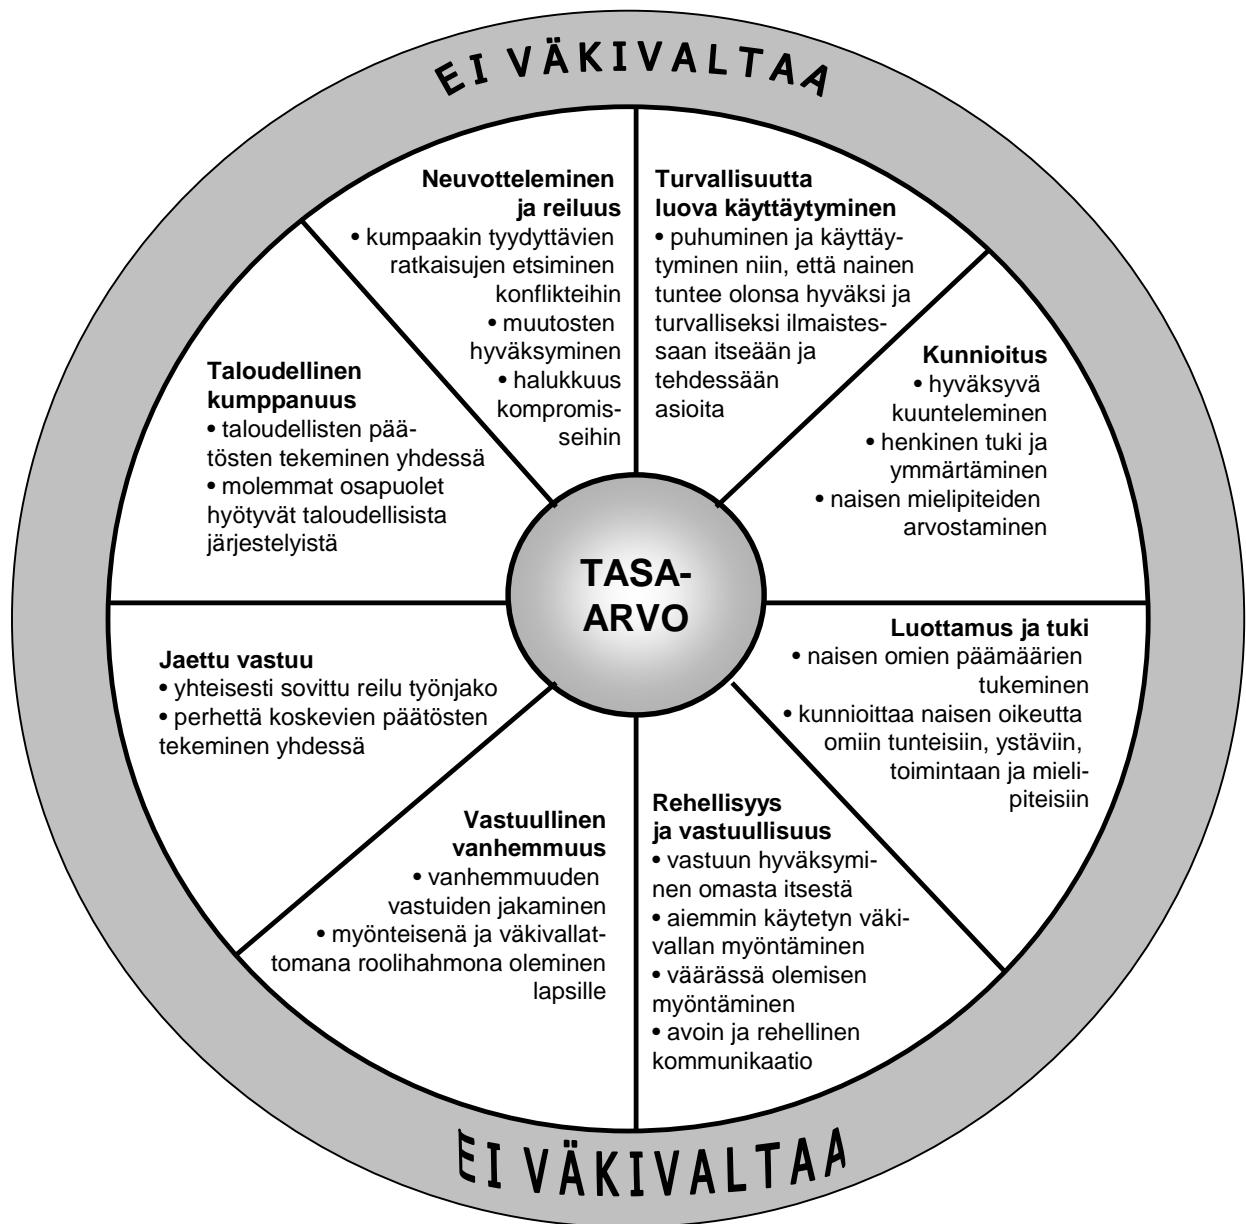 EI VÄKIVALTAA
Neuvotteleminen
ja reiluus
• kumpaakin tyydyttävien
ratkaisujen etsiminen
konflikteihin
• muutosten
hyväksyminen
• halukkuus
kompromis-
seihin
Turvallisuutta
luova käyttäytyminen
• puhuminen ja käyttäy-
tyminen niin, että nainen
tuntee olonsa hyväksi ja
turvalliseksi ilmaistes-
saan itseään ja
tehdessään
asioita
Kunnioitus
• hyväksyvä
kuunteleminen
• henkinen tuki ja
ymmärtäminen
• naisen mielipiteiden
arvostaminen
Taloudellinen
kumppanuus
• taloudellisten pää-
tösten tekeminen yhdessä
• molemmat osapuolet
hyötyvät taloudellisista
järjestelyistä
TASA-
ARVO
Luottamus ja tuki
• naisen omien päämäärien
tukeminen
• kunnioittaa naisen oikeutta
omiin tunteisiin, ystäviin,
toimintaan ja mieli-
piteisiin
Jaettu vastuu
• yhteisesti sovittu reilu työnjako
• perhettä koskevien päätösten
tekeminen yhdessä
Vastuullinen
vanhemmuus
• vanhemmuuden
vastuiden jakaminen
• myönteisenä ja väkivallat-
tomana roolihahmona oleminen
lapsille
Rehellisyys
ja vastuullisuus
• vastuun hyväksymi-
nen omasta itsestä
• aiemmin käytetyn väki-
vallan myöntäminen
• väärässä olemisen
myöntäminen
• avoin ja rehellinen
kommunikaatio
EI VÄKIVALTAA